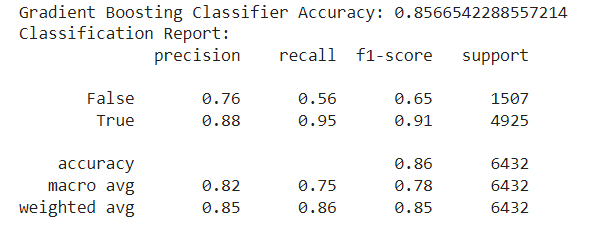 Gradient Boosting Classifier Accuracy: 0.8566542288557214
Classification Report:
precision recall f1-score support
False 0.76 0.56 0.65 1507
True 0.88 0.95 0.91 4925
accuracy 0.86 6432
macro avg 0.82 0.75 0.78 6432
weighted avg 0.85 0.86 0.85 6432